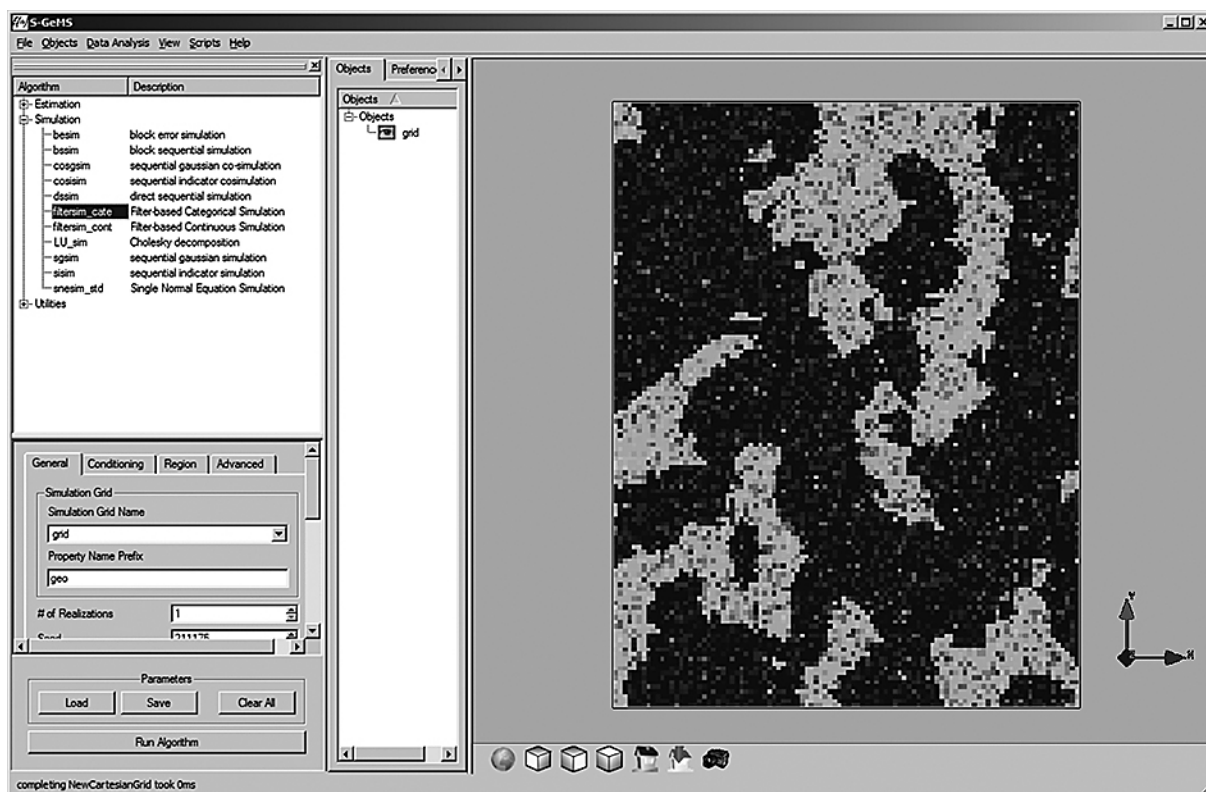 S-GeMS
File Objects Data Analysis View Scripts Help
Algorithm Description
Estimation
Simulation
besim block error simulation
bssim block sequential simulation
cosgsim sequential gaussian co-simulation
cosisim sequential indicator cosimulation
dssim direct sequential simulation
filtersim_cate Filter-based Categorical Simulation
filtersim_cont Filter-based Continuous Simulation
LU_sim Cholesky decomposition
sgsim sequential gaussian simulation
sisim sequential indicator simulation
snesim_std Single Normal Equation Simulation
Utilities
General Conditioning Region Advanced
Simulation Grid
Simulation Grid Name
grid
Property Name Prefix
geo
# of Realizations 1
Seed 211175
Parameters
Load Save Clear All
Run Algorithm
completing NewCartesianGrid took 0ms
Objects Preferenc
Objects
Objects
grid
Y
X